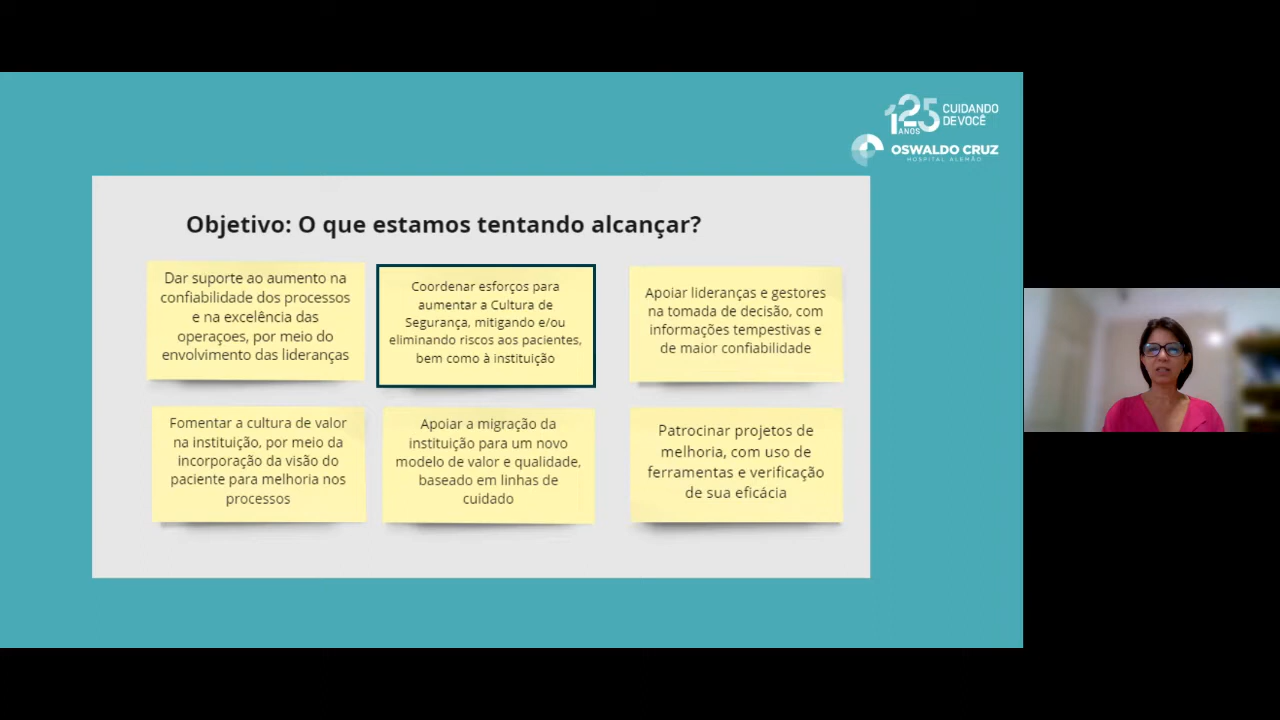 125
ANOS
CUIDANDO
DE VOCÊ
OSWALDO CRUZ
HOSPITAL ALEMÃO
Objetivo: O que estamos tentando alcançar?
Dar suporte ao aumento na
confiabilidade dos processos
e na excelência das
operaçoes, por meio do
envolvimento das lideranças
Coordenar esforços para
aumentar a Cultura de
Segurança, mitigando e/ou
eliminando riscos aos pacientes,
bem como à instituição
Apoiar lideranças e gestores
na tomada de decisão, com
informações tempestivas e
de maior confiabilidade
Fomentar a cultura de valor
na instituição, por meio da
incorporação da visão do
paciente para melhoria nos
processos
Apoiar a migração da
instituição para um novo
modelo de valor e qualidade,
baseado em linhas de
cuidado
Patrocinar projetos de
melhoria, com uso de
ferramentas e verificação
de sua eficácia